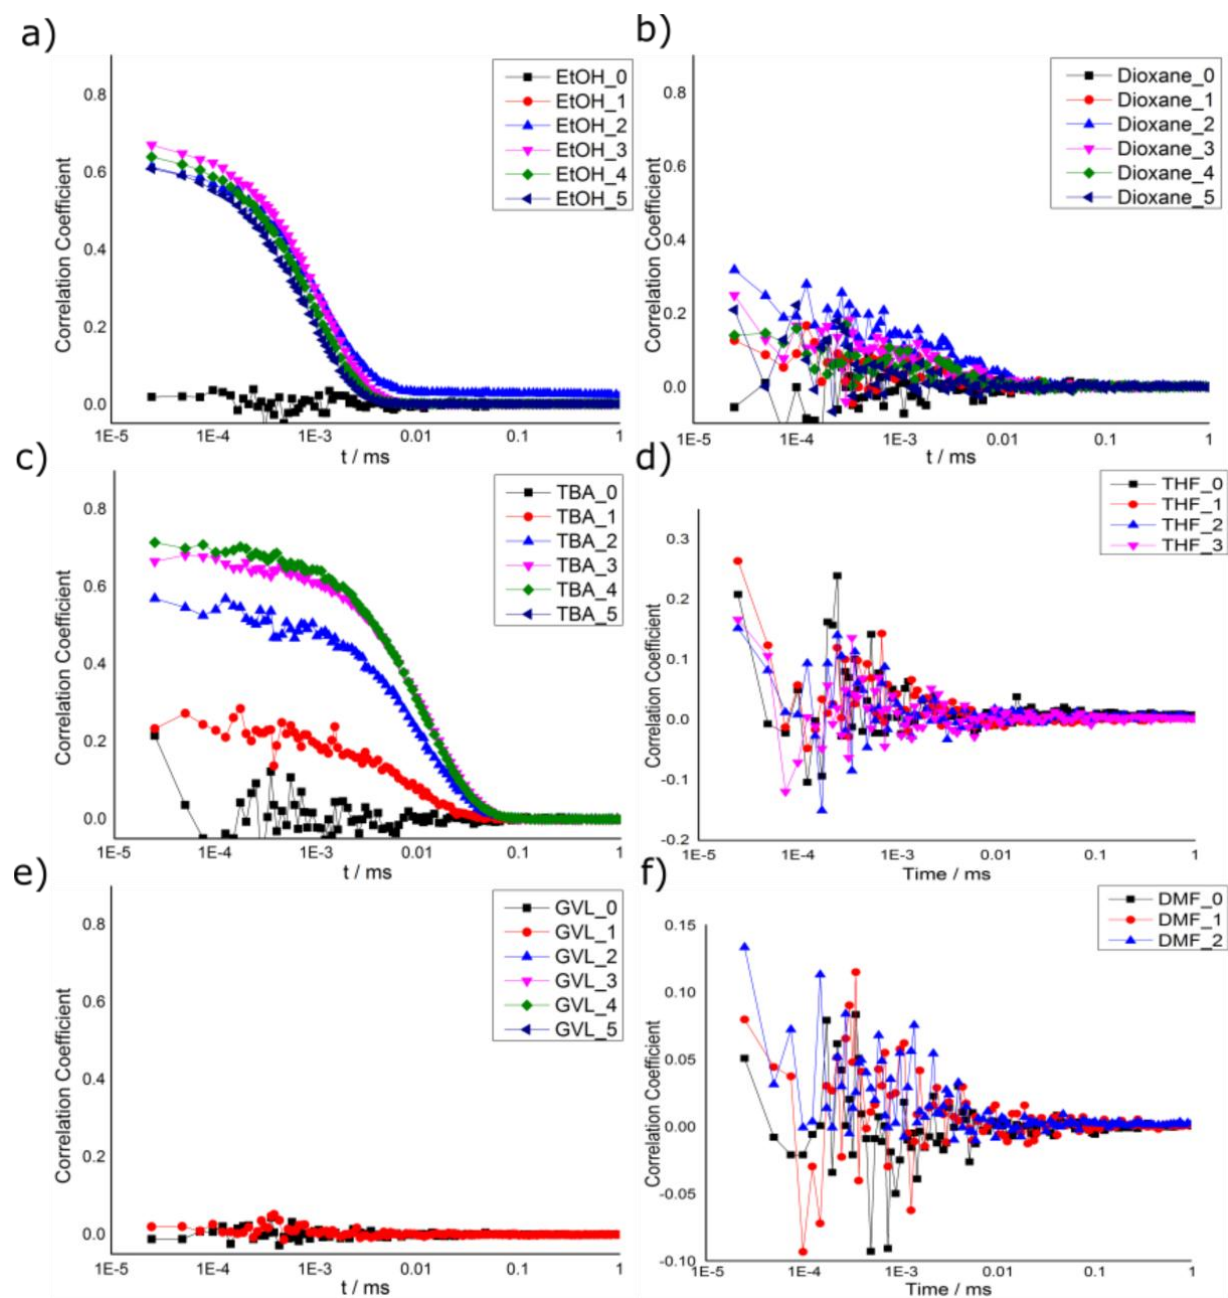 a)
Correlation Coefficient
0.8
0.6
0.4
0.2
0.0
1E-5 1E-4 1E-3 0.01 0.1 1
t / ms
EtOH_0
EtOH_1
EtOH_2
EtOH_3
EtOH_4
EtOH_5
b)
Correlation Coefficient
0.8
0.6
0.4
0.2
0.0
1E-5 1E-4 1E-3 0.01 0.1 1
t / ms
Dioxane_0
Dioxane_1
Dioxane_2
Dioxane_3
Dioxane_4
Dioxane_5
c)
Correlation Coefficient
0.8
0.6
0.4
0.2
0.0
1E-5 1E-4 1E-3 0.01 0.1 1
t / ms
TBA_0
TBA_1
TBA_2
TBA_3
TBA_4
TBA_5
d)
Correlation Coefficient
0.3
0.2
0.1
0.0
-0.1
-0.2
1E-5 1E-4 1E-3 0.01 0.1 1
Time / ms
THF_0
THF_1
THF_2
THF_3
e)
Correlation Coefficient
0.8
0.6
0.4
0.2
0.0
1E-5 1E-4 1E-3 0.01 0.1 1
t / ms
GVL_0
GVL_1
GVL_2
GVL_3
GVL_4
GVL_5
f)
Correlation Coefficient
0.15
0.10
0.05
0.00
-0.05
-0.10
1E-5 1E-4 1E-3 0.01 0.1 1
Time / ms
DMF_0
DMF_1
DMF_2